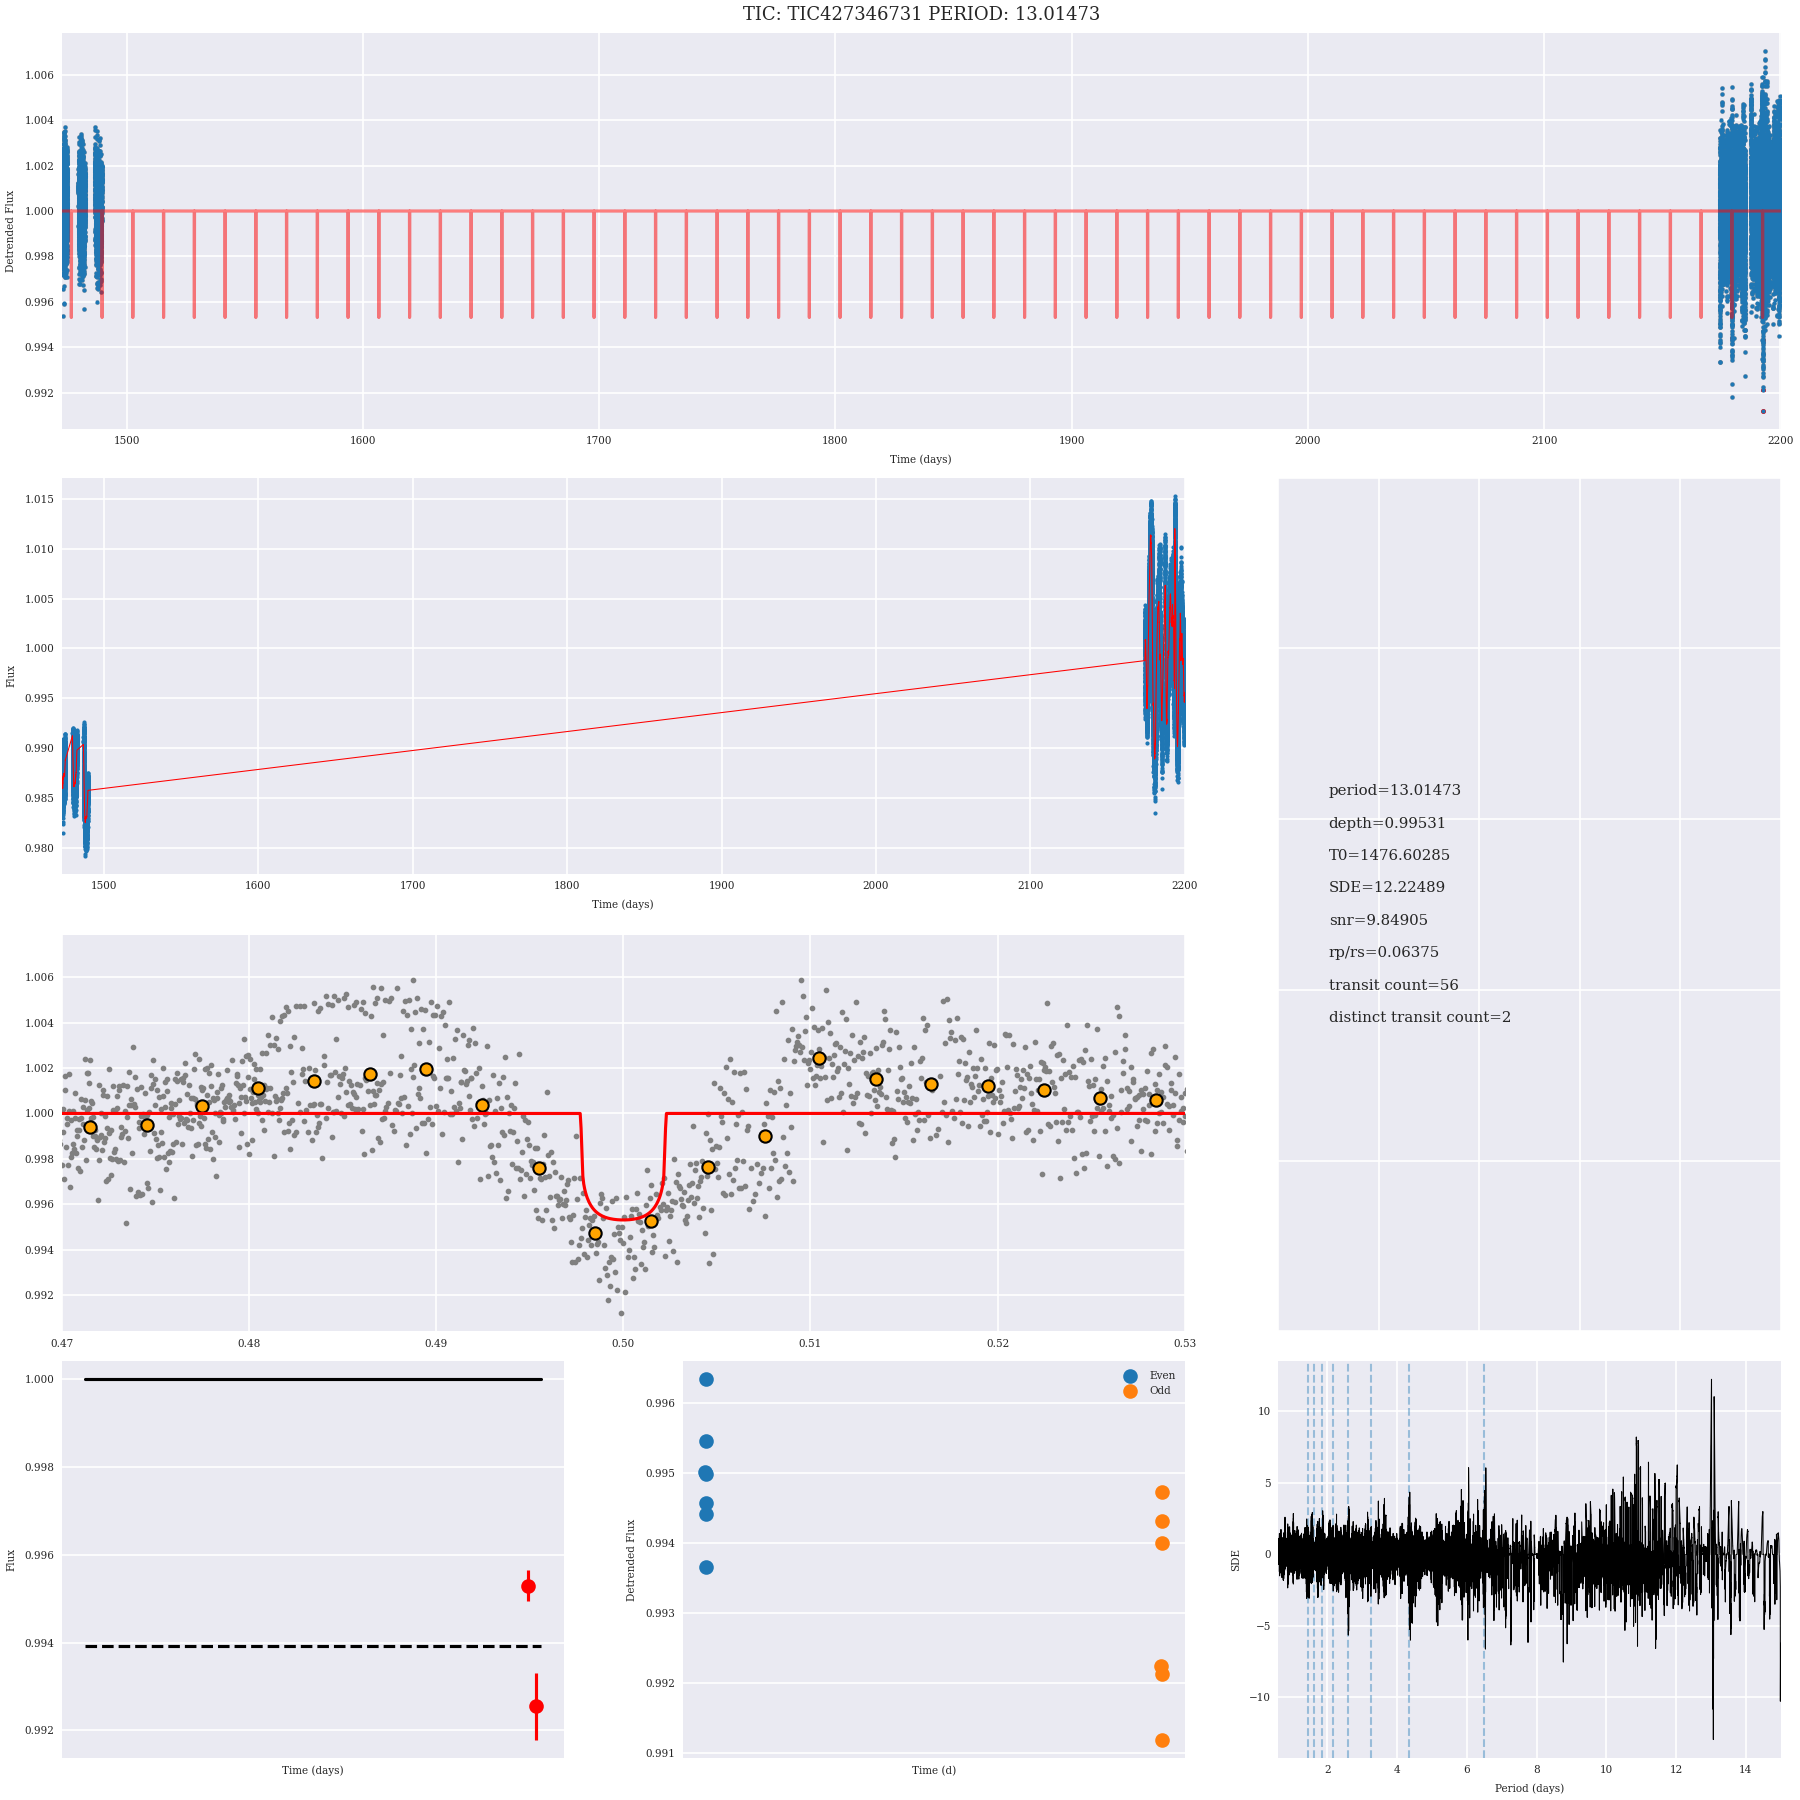 TIC: TIC427346731 PERIOD: 13.01473
1.006
1.004
1.002
1.000
0.998
0.996
0.994
0.992
Detrended Flux
1500 1600 1700 1800 1900 2000 2100 2200
Time (days)
1.015
1.010
1.005
1.000
0.995
0.990
0.985
0.980
Flux
1500 1600 1700 1800 1900 2000 2100 2200
Time (days)
period=13.01473
depth=0.99531
T0=1476.60285
SDE=12.22489
snr=9.84905
rp/rs=0.06375
transit count=56
distinct transit count=2
1.006
1.004
1.002
1.000
0.998
0.996
0.994
0.992
0.47 0.48 0.49 0.50 0.51 0.52 0.53
1.000
0.998
0.996
0.994
0.992
Flux
Time (days)
Even
Odd
0.996
0.995
0.994
0.993
0.992
0.991
Detrended Flux
Time (d)
10
5
0
−5
−10
SDE
2 4 6 8 10 12 14
Period (days)